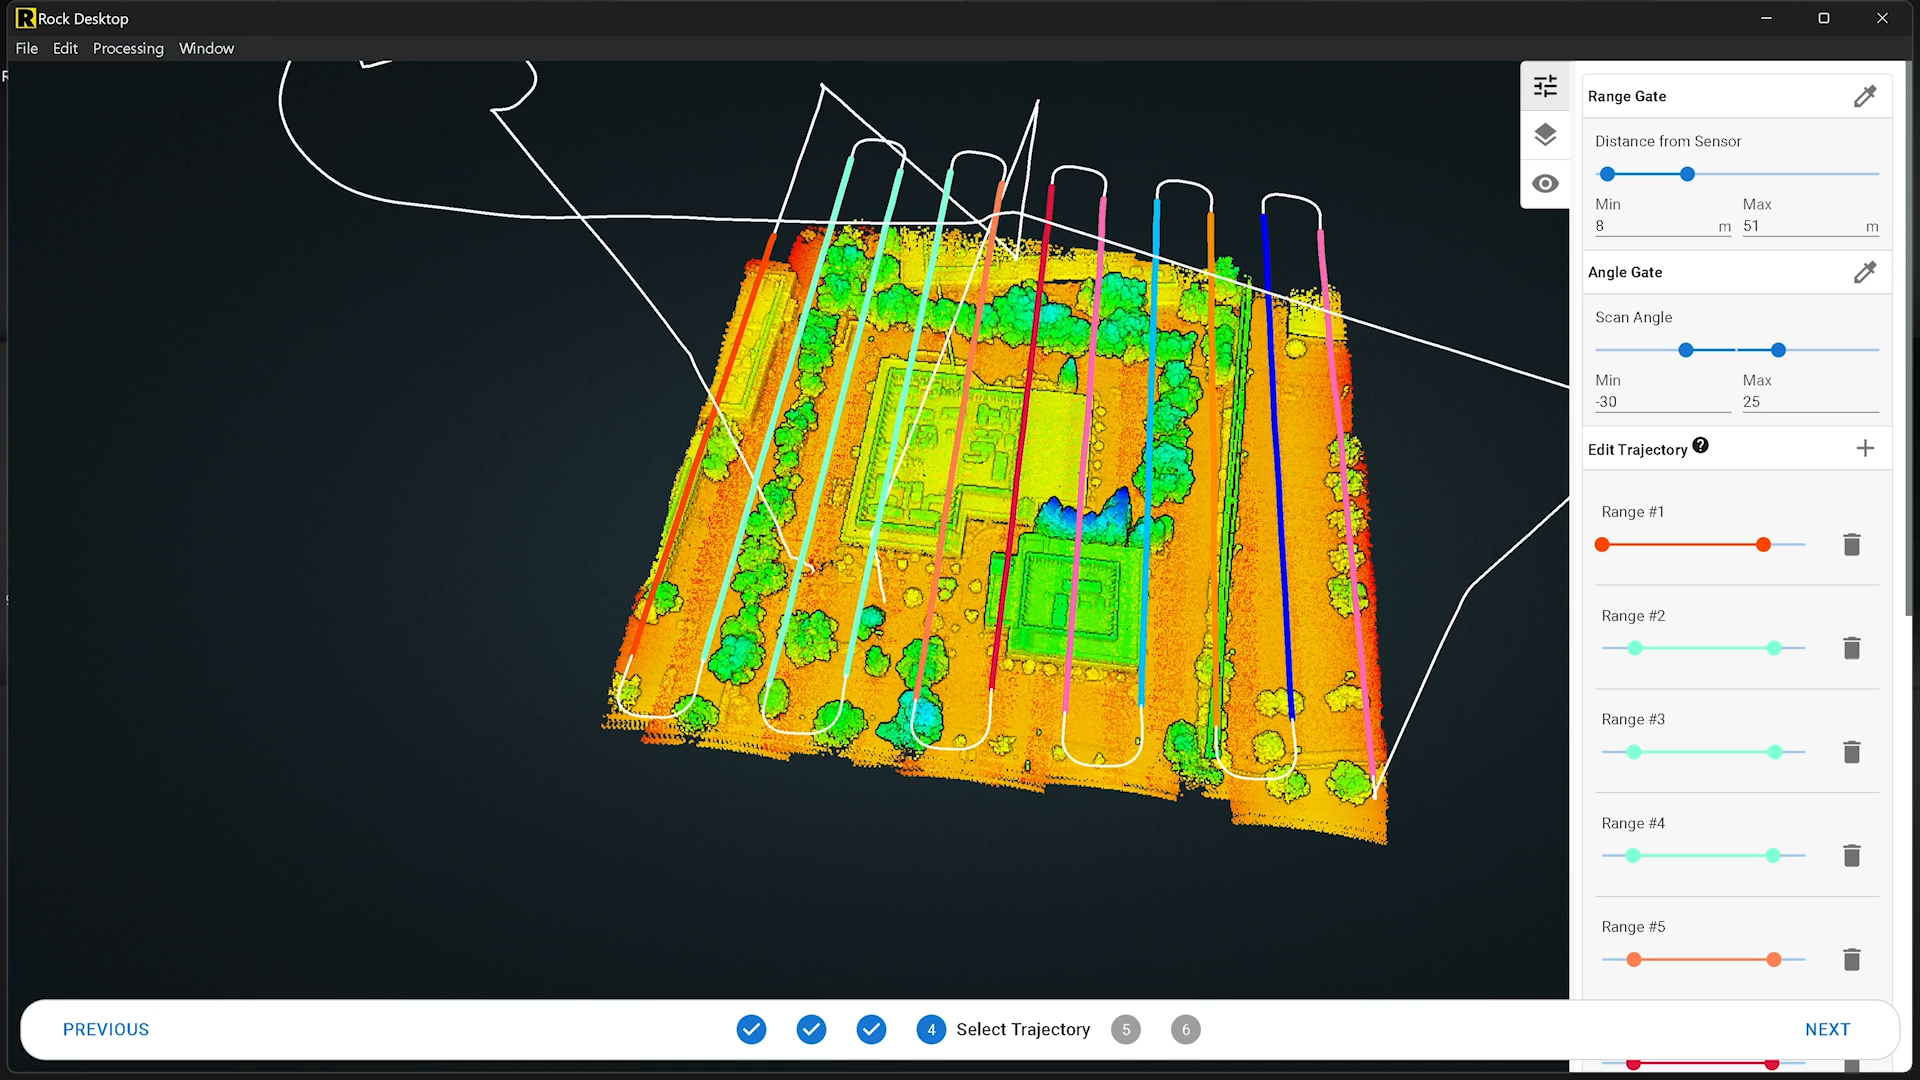 R Rock Desktop
File Edit Processing Window
Range Gate
Distance from Sensor
Min Max
8 m 51 m
Angle Gate
Scan Angle
Min Max
-30 25
Edit Trajectory ?
Range #1
Range #2
Range #3
Range #4
Range #5
PREVIOUS 4 Select Trajectory 5 6 NEXT